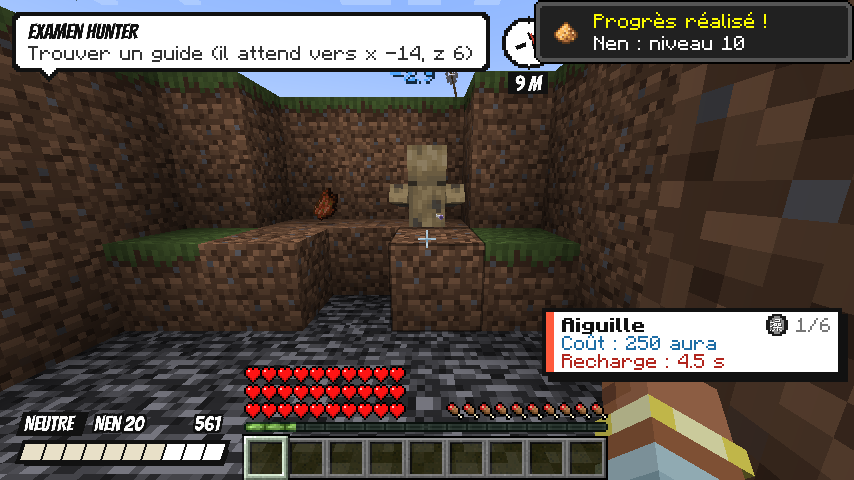 EXAMEN HUNTER
Trouver un guide (il attend vers x -14, z 6)
Progrès réalisé !
Nen : niveau 10
-2.9
9 M
Aiguille
1/6
Coût : 250 aura
Recharge : 4.5 s
NEUTRE NEN 20 561